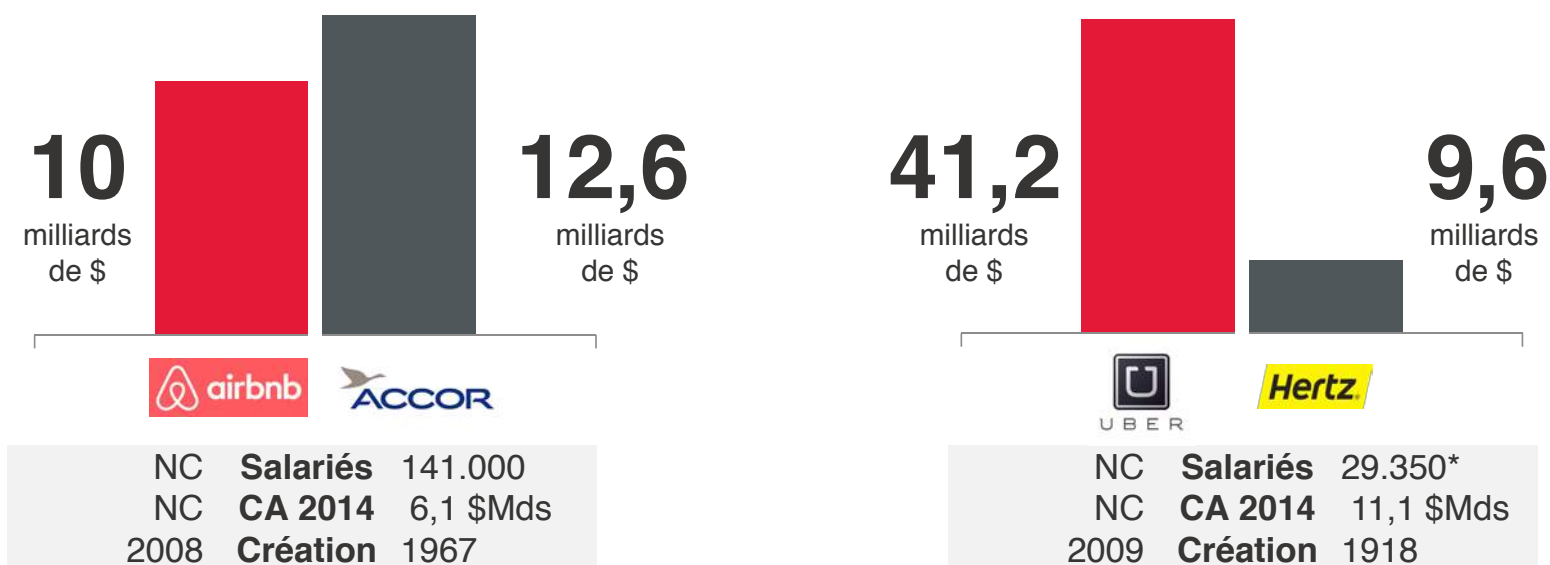 10
milliards
de $
12,6
milliards
de $
airbnb
ACCOR
NC Salariés 141.000
NC CA 2014 6,1 $Mds
2008 Création 1967
41,2
milliards
de $
9,6
milliards
de $
U
UBER
Hertz.
NC Salariés 29.350*
NC CA 2014 11,1 $Mds
2009 Création 1918